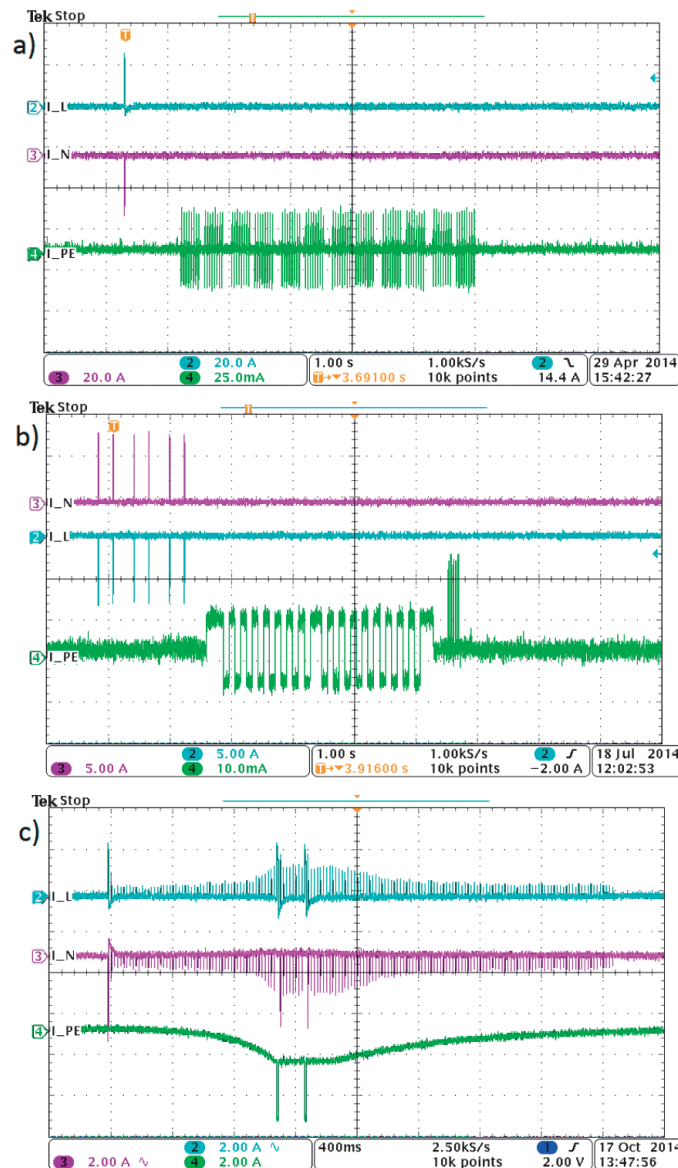 Tek Stop
a)
T
T
2 I_L
3 I_N
4 I_PE
2 20.0 A 1.00 s 1.00kS/s 2 29 Apr 2014
3 20.0 A 4 25.0mA T→▼3.69100 s 10k points 14.4 A 15:42:27
Tek Stop
b)
T
T
3 I_N
2 I_L
4 I_PE
2 5.00 A 1.00 s 1.00kS/s 2 18 Jul 2014
3 5.00 A 4 10.0mA T→▼3.91600 s 10k points −2.00 A 12:02:53
Tek Stop
c)
2 I_L
3 I_N
4 I_PE
2 2.00 A ∿ 400ms 2.50kS/s 1 17 Oct 2014
3 2.00 A ∿ 4 2.00 A 10k points 2.00 V 13:47:56